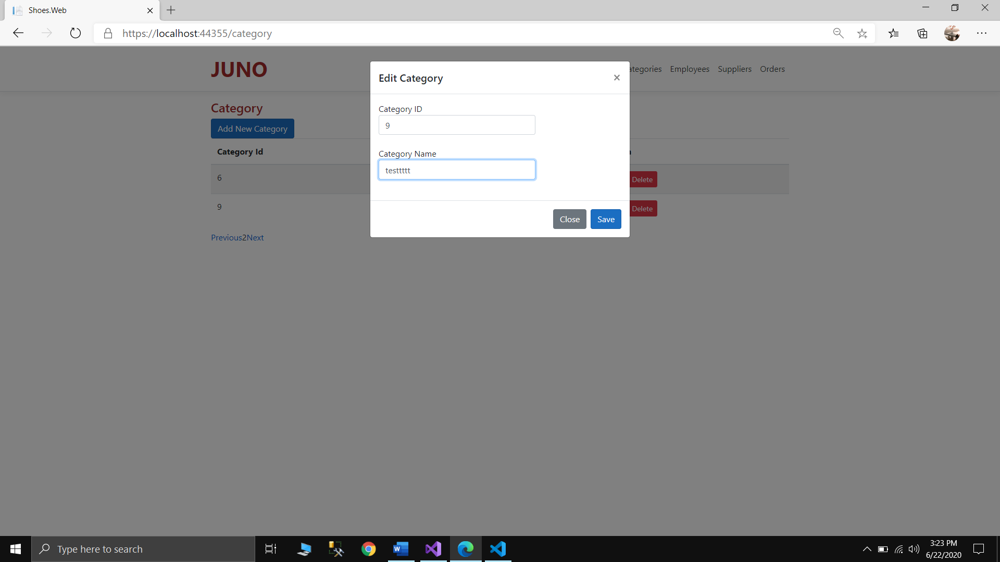 Shoes.Web
https://localhost:44355/category
JUNO
ategories Employees Suppliers Orders
Edit Category
Category
Category ID
9
Add New Category
Category Name
testtttt
Category Id
6
Delete
9
Delete
Close Save
Previous2Next
Type here to search
3:23 PM
6/22/2020